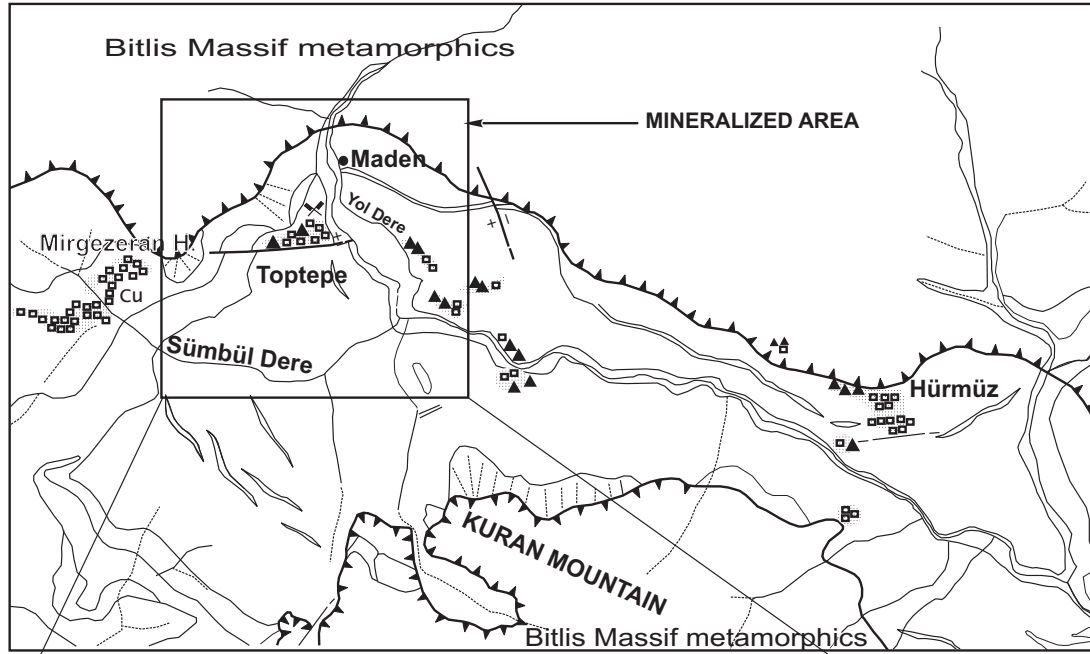 Bitlis Massif metamorphics
MINERALIZED AREA
Maden
Yol Dere
Mirgezeran H.
Toptepe
Cu
Sümbül Dere
Hürmüz
KURAN MOUNTAIN
Bitlis Massif metamorphics